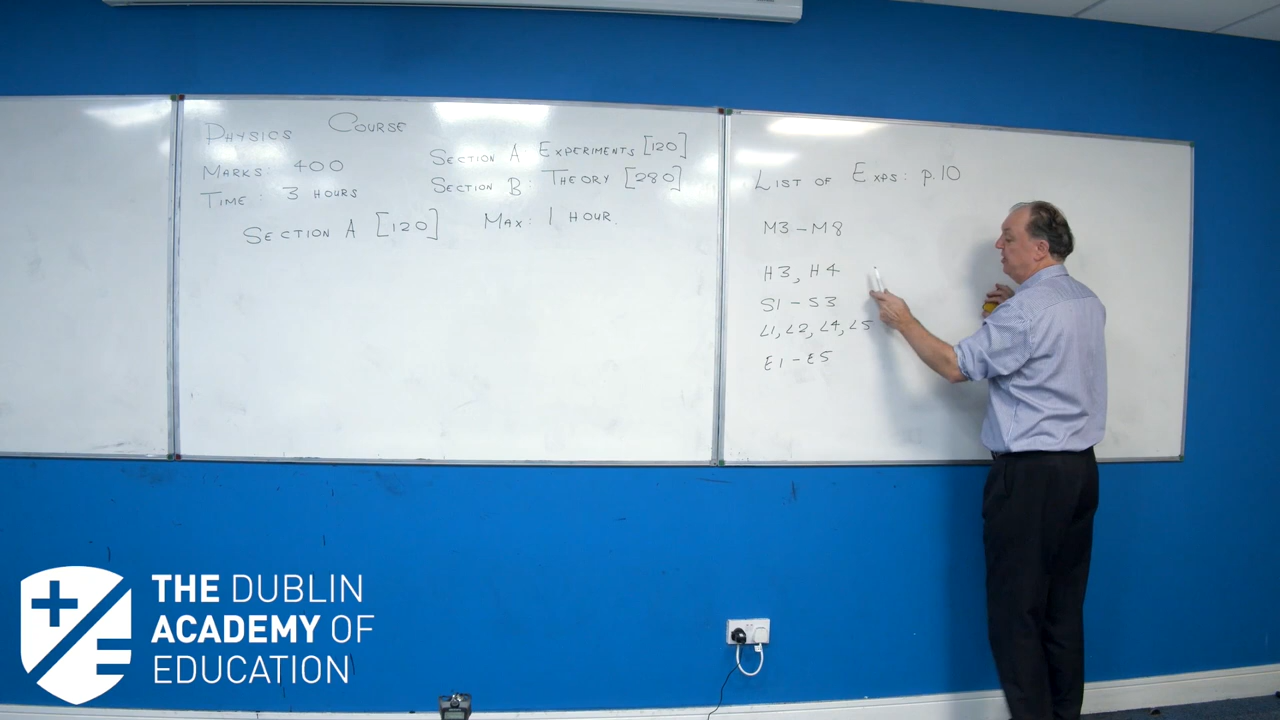 PHYSICS COURSE
MARKS: 400
TIME: 3 HOURS
SECTION A EXPERIMENTS [120]
SECTION B: THEORY [280]
SECTION A [120] MAX: 1 HOUR.
LIST OF EXPS: p.10
M3 - M8
H3, H4
S1 - S3
L1, L2, L4, L5
E1 - E5
THE DUBLIN
ACADEMY OF
EDUCATION